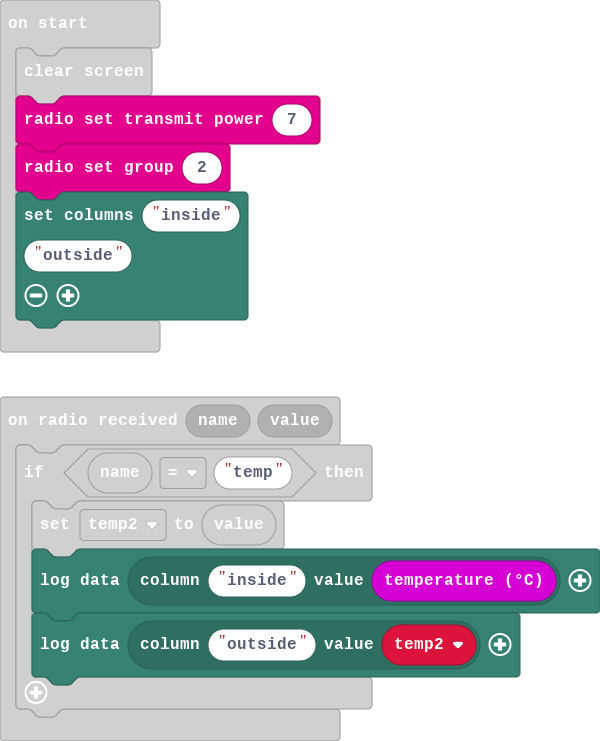 on start
clear screen
radio set transmit power 7
radio set group 2
set columns "inside"
"outside"
on radio received name value
if name = "temp" then
set temp2 to value
log data column "inside" value temperature (°C)
log data column "outside" value temp2